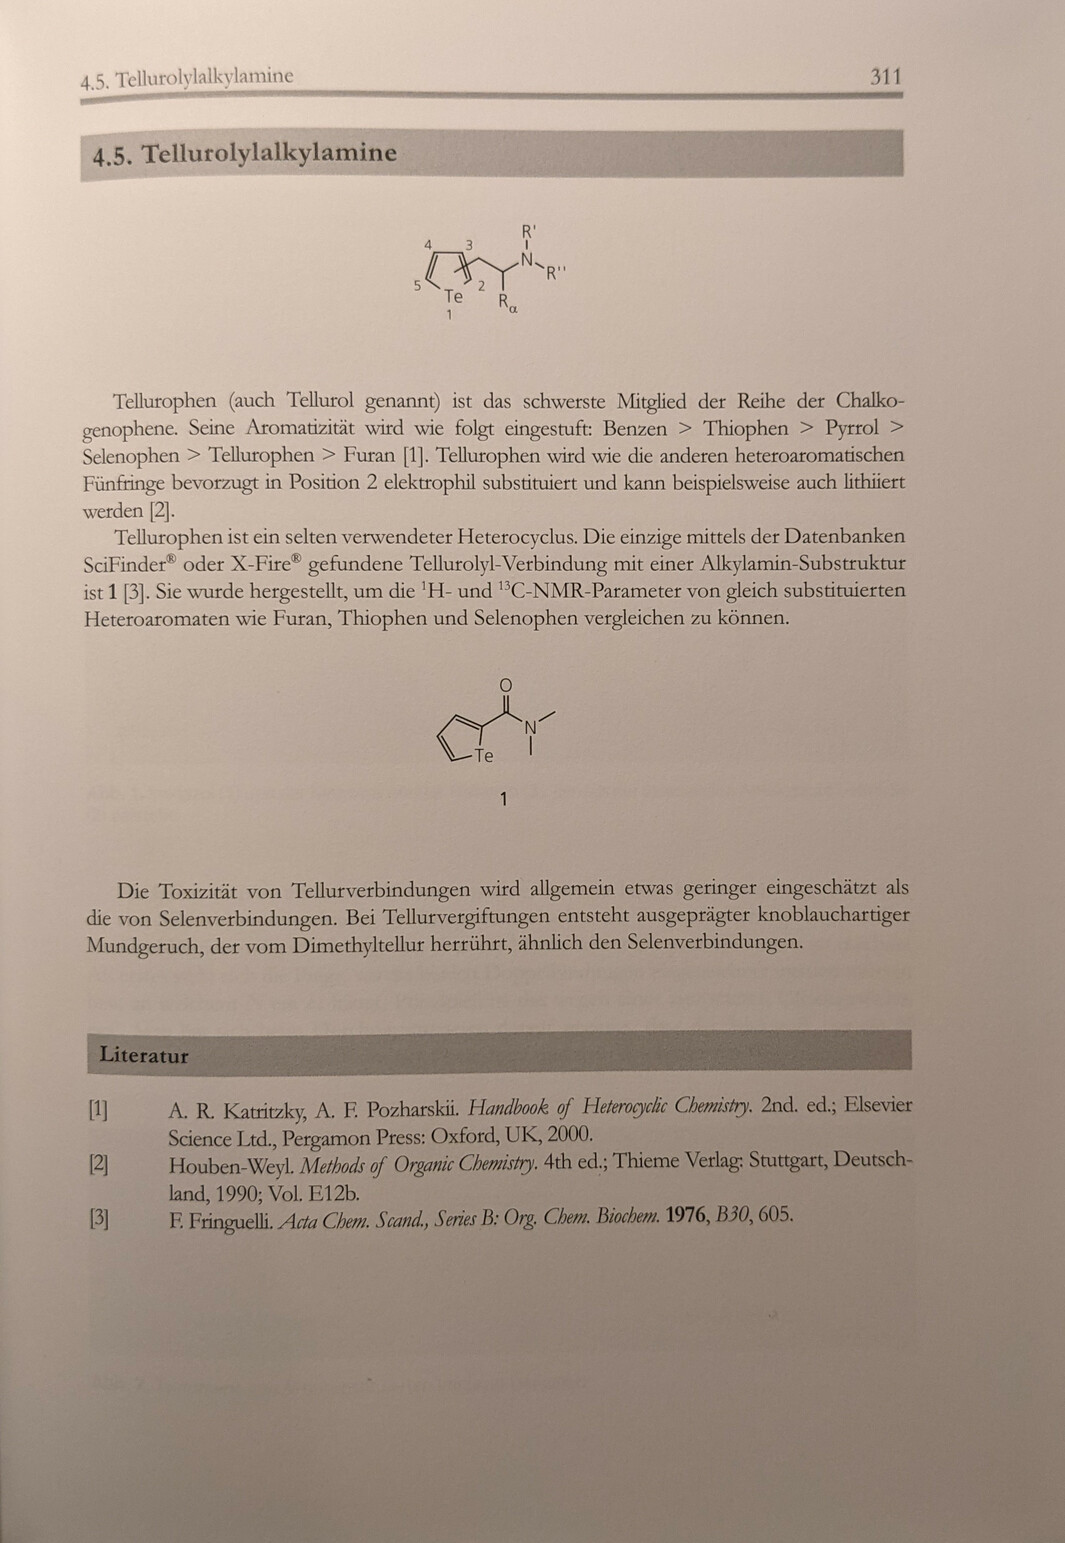 4.5. Tellurolylalkylamine 311
4.5. Tellurolylalkylamine
R'
4 3
N
R''
5 2
Te
Rα
1
Tellurophen (auch Tellurol genannt) ist das schwerste Mitglied der Reihe der Chalko-
genophene. Seine Aromatizität wird wie folgt eingestuft: Benzen > Thiophen > Pyrrol >
Selenophen > Tellurophen > Furan [1]. Tellurophen wird wie die anderen heteroaromatischen
Fünfringe bevorzugt in Position 2 elektrophil substituiert und kann beispielsweise auch lithiiert
werden [2].
Tellurophen ist ein selten verwendeter Heterocyclus. Die einzige mittels der Datenbanken
SciFinder® oder X-Fire® gefundene Tellurolyl-Verbindung mit einer Alkylamin-Substruktur
ist 1 [3]. Sie wurde hergestellt, um die ¹H- und ¹³C-NMR-Parameter von gleich substituierten
Heteroaromaten wie Furan, Thiophen und Selenophen vergleichen zu können.
O
N
Te
1
Die Toxizität von Tellurverbindungen wird allgemein etwas geringer eingeschätzt als
die von Selenverbindungen. Bei Tellurvergiftungen entsteht ausgeprägter knoblauchartiger
Mundgeruch, der vom Dimethyltellur herrührt, ähnlich den Selenverbindungen.
Literatur
[1] A. R. Katritzky, A. F. Pozharskii. Handbook of Heterocyclic Chemistry. 2nd. ed.; Elsevier
Science Ltd., Pergamon Press: Oxford, UK, 2000.
[2] Houben-Weyl. Methods of Organic Chemistry. 4th ed.; Thieme Verlag: Stuttgart, Deutsch-
land, 1990; Vol. E12b.
[3] F. Fringuelli. Acta Chem. Scand., Series B: Org. Chem. Biochem. 1976, B30, 605.